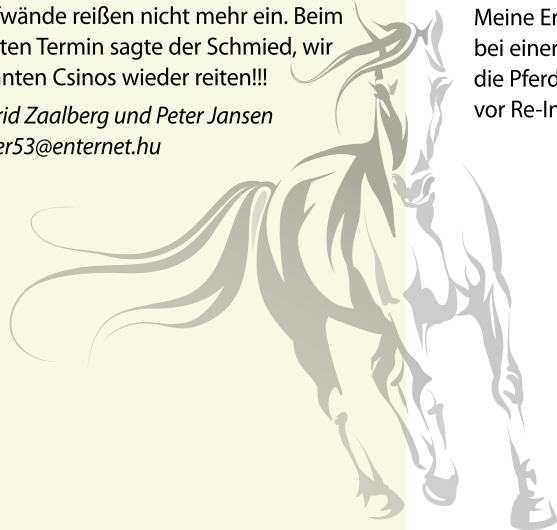 wände reißen nicht mehr ein. Beim
ten Termin sagte der Schmied, wir
nten Csinos wieder reiten!!!
rid Zaalberg und Peter Jansen
er53@enternet.hu
Meine Er
bei einer
die Pferd
vor Re-In